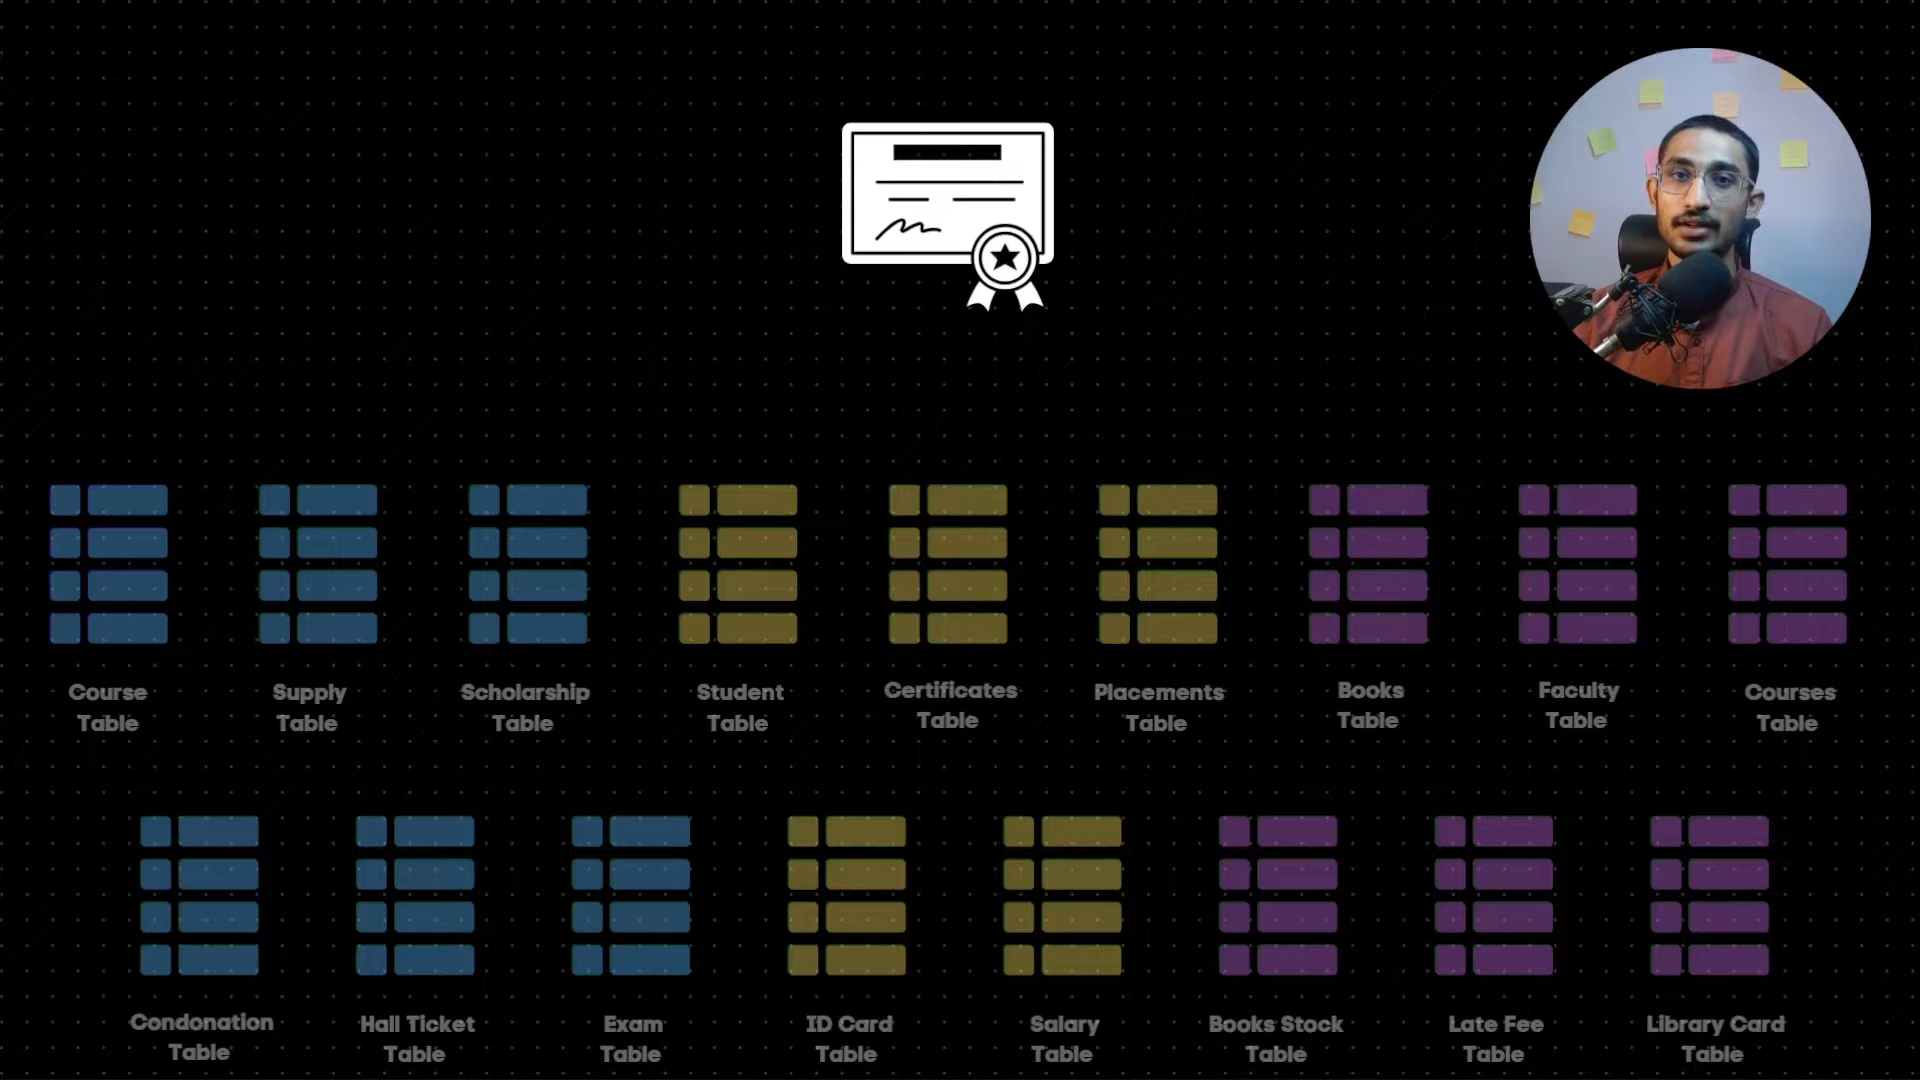 Course
Table
Supply
Table
Scholarship
Table
Student
Table
Certificates
Table
Placements
Table
Books
Table
Faculty
Table
Courses
Table
Condonation
Table
Hall Ticket
Table
Exam
Table
ID Card
Table
Salary
Table
Books Stock
Table
Late Fee
Table
Library Card
Table